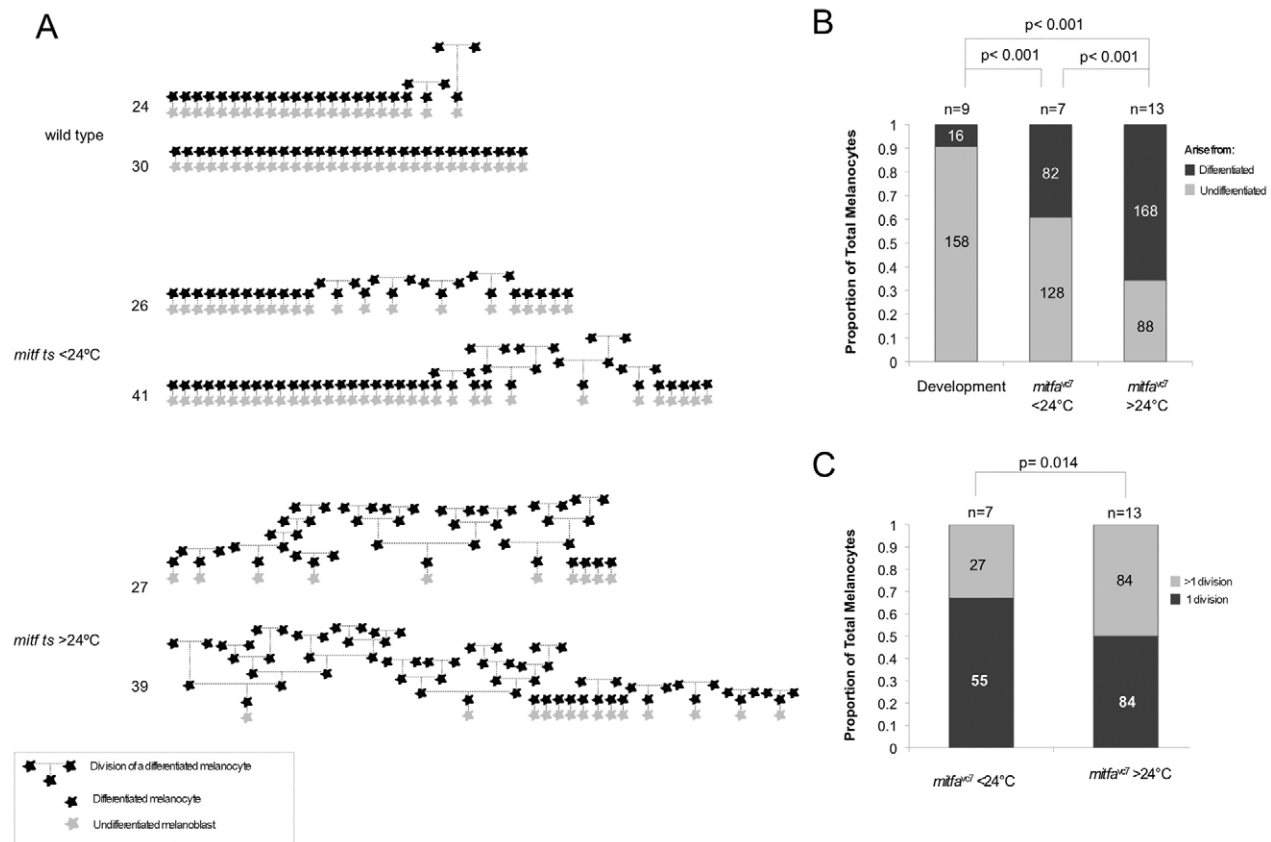 A
24
wild type
30
26
mitf ts <24ºC
41
27
mitf ts >24ºC
39
Division of a differentiated melanocyte
Differentiated melanocyte
Undifferentiated melanoblast
B
p< 0.001
p< 0.001
p< 0.001
n=9
n=7
n=13
Proportion of Total Melanocytes
1
0.9
0.8
0.7
0.6
0.5
0.4
0.3
0.2
0.1
0
16
158
82
128
168
88
Arise from:
Differentiated
Undifferentiated
Development
mitfavc7
<24°C
mitfavc7
>24°C
C
p= 0.014
n=7
n=13
Proportion of Total Melanocytes
1
0.9
0.8
0.7
0.6
0.5
0.4
0.3
0.2
0.1
0
27
55
84
84
>1 division
1 division
mitfavc7 <24°C
mitfavc7 >24°C